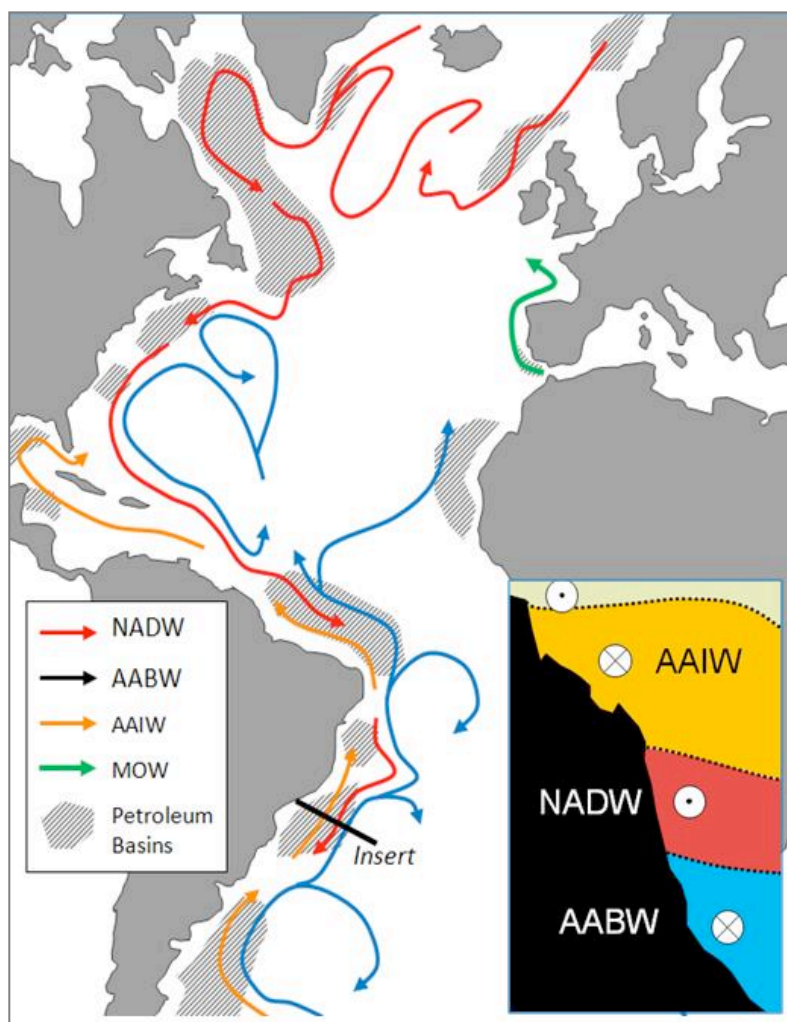 NADW
AABW
AAIW
MOW
Petroleum
Basins
Insert
AAIW
NADW
AABW